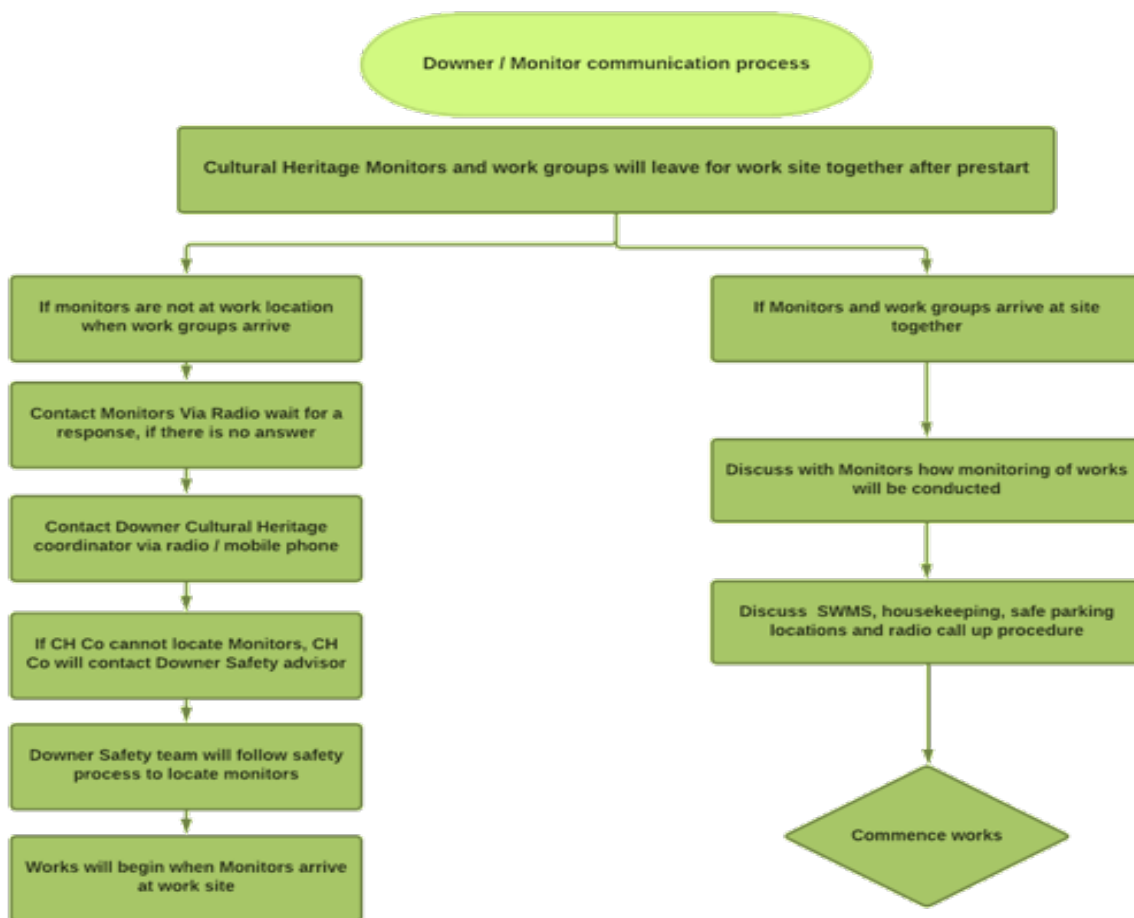 Downer / Monitor communication process
Cultural Heritage Monitors and work groups will leave for work site together after prestart
If monitors are not at work location
when work groups arrive
Contact Monitors Via Radio wait for a
response, if there is no answer
Contact Downer Cultural Heritage
coordinator via radio / mobile phone
If CH Co cannot locate Monitors, CH
Co will contact Downer Safety advisor
Downer Safety team will follow safety
process to locate monitors
Works will begin when Monitors arrive
at work site
If Monitors and work groups arrive at site
together
Discuss with Monitors how monitoring of works
will be conducted
Discuss  SWMS, housekeeping, safe parking
locations and radio call up procedure
Commence works